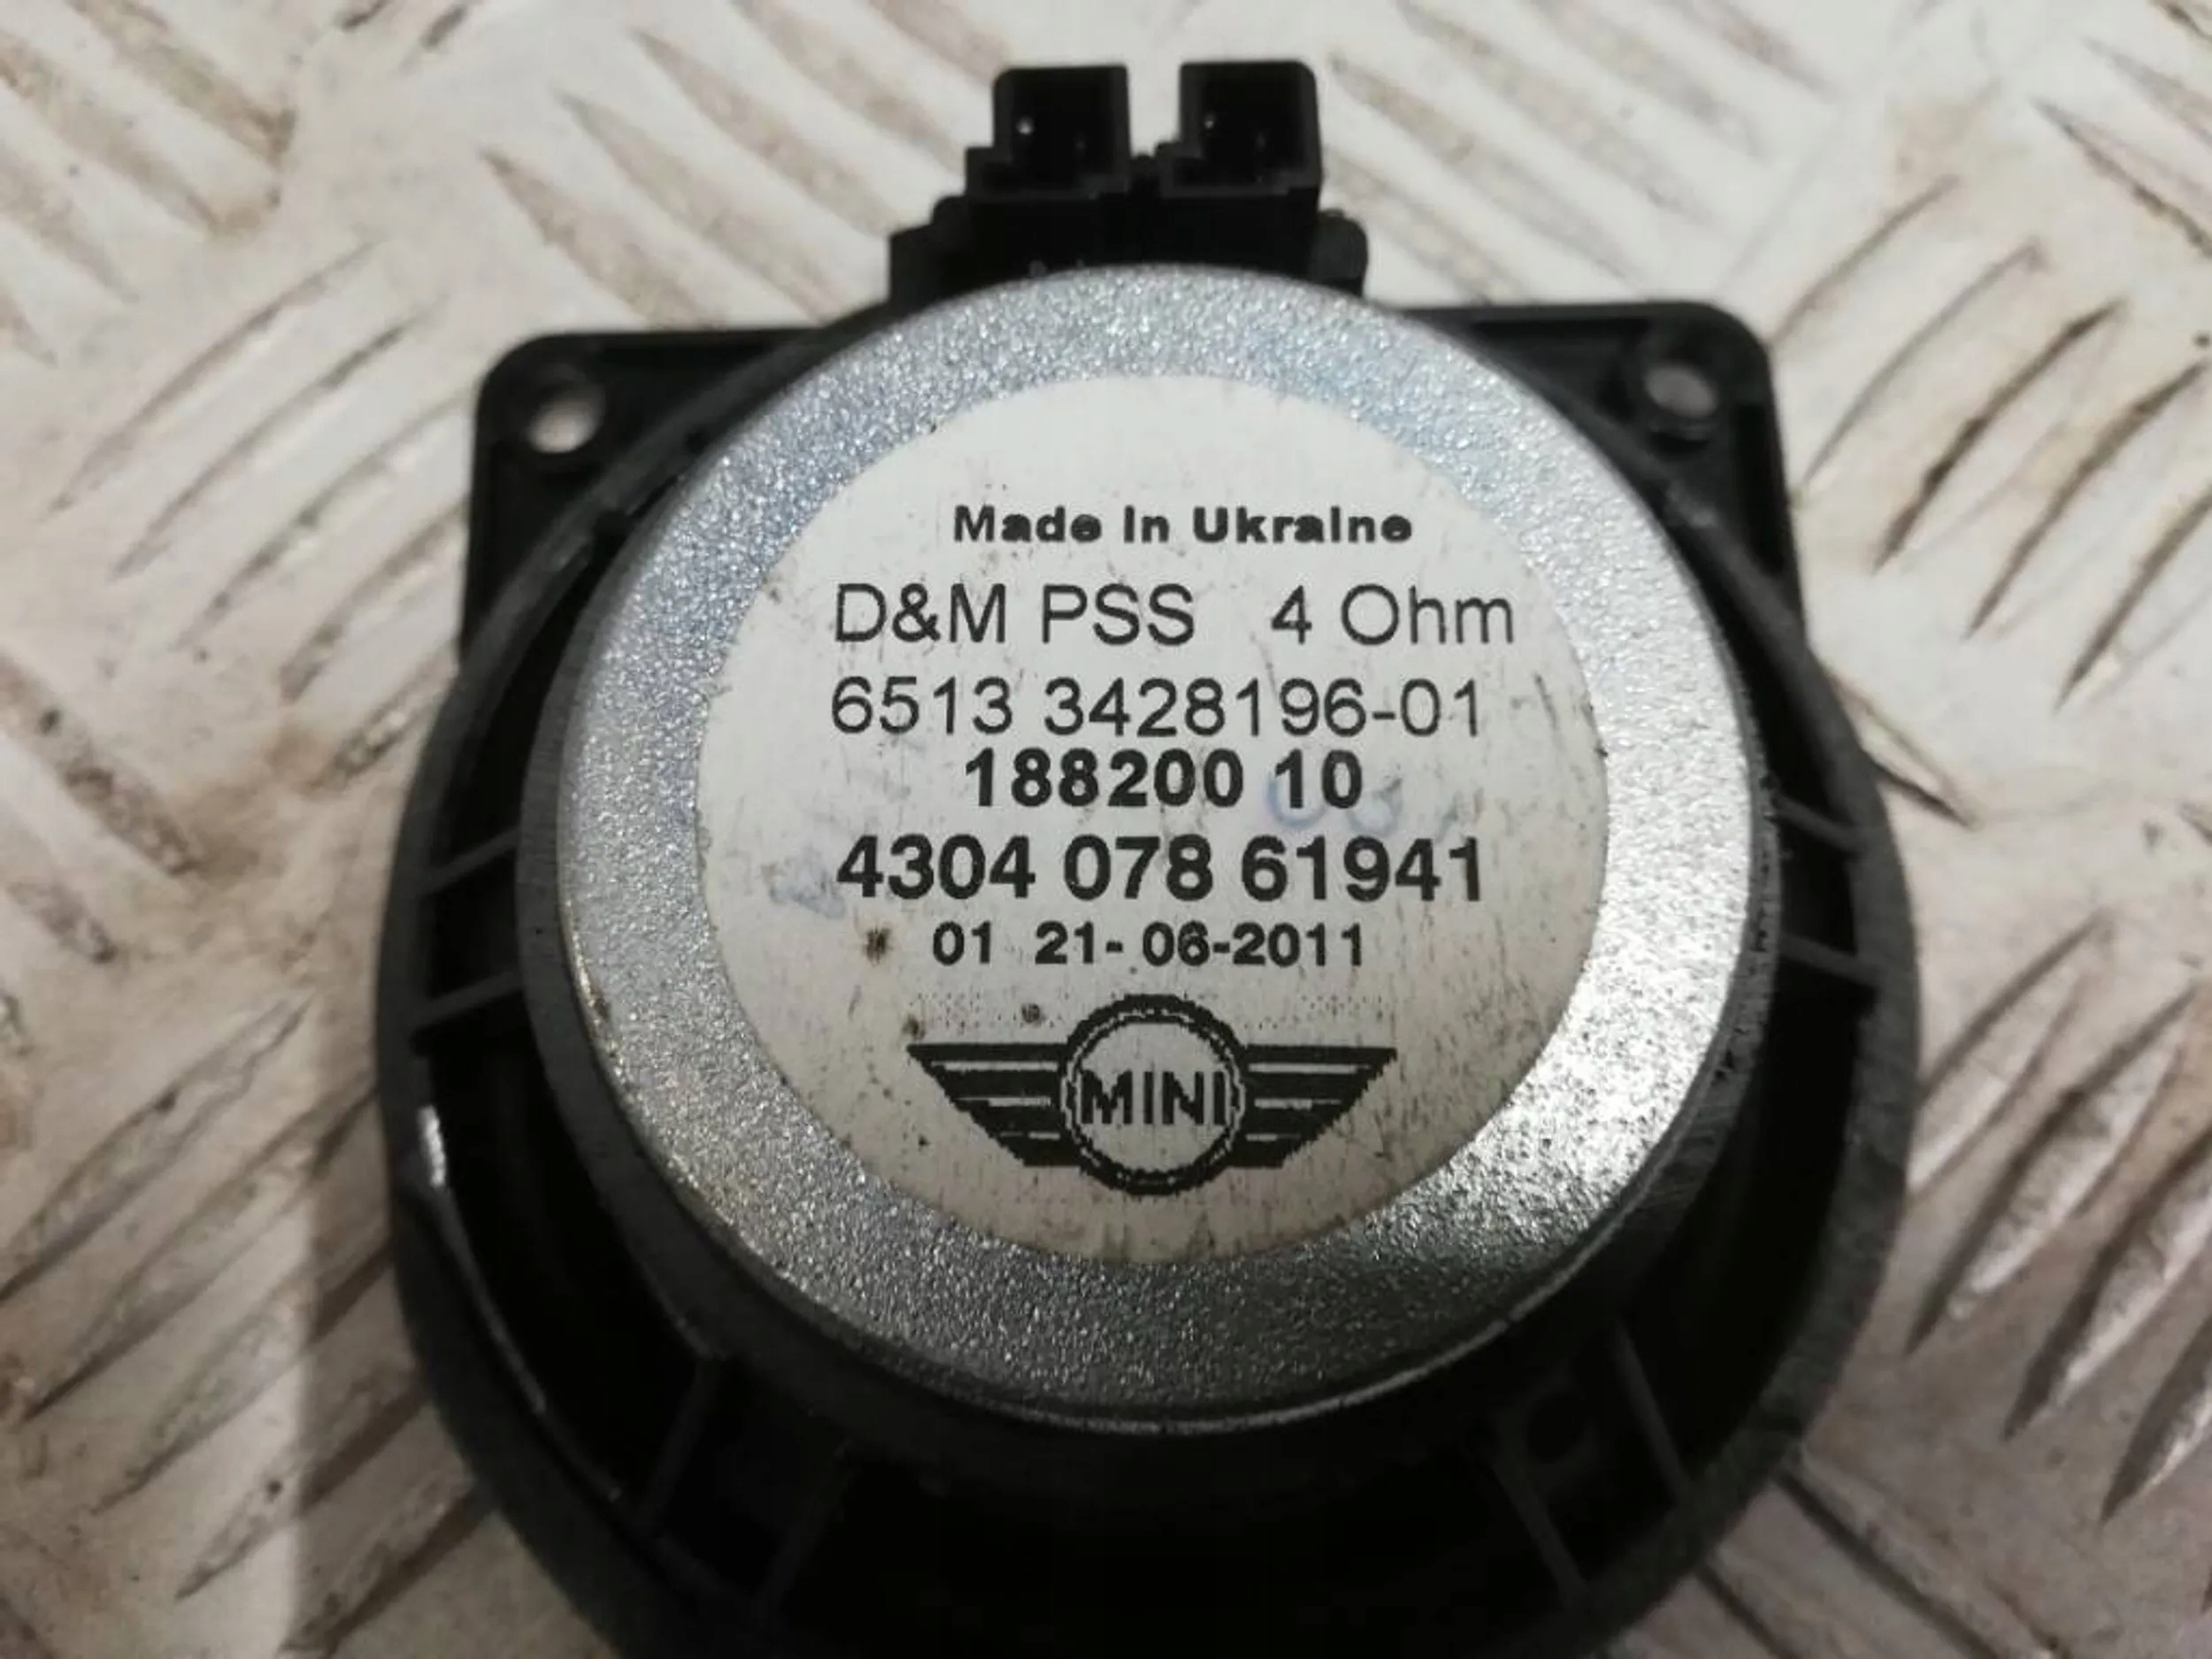 Made in Ukraine
D&M PSS 4 Ohm
6513 3428196-01
188200 10
4304 078 61941
01 21- 06-2011
MINI